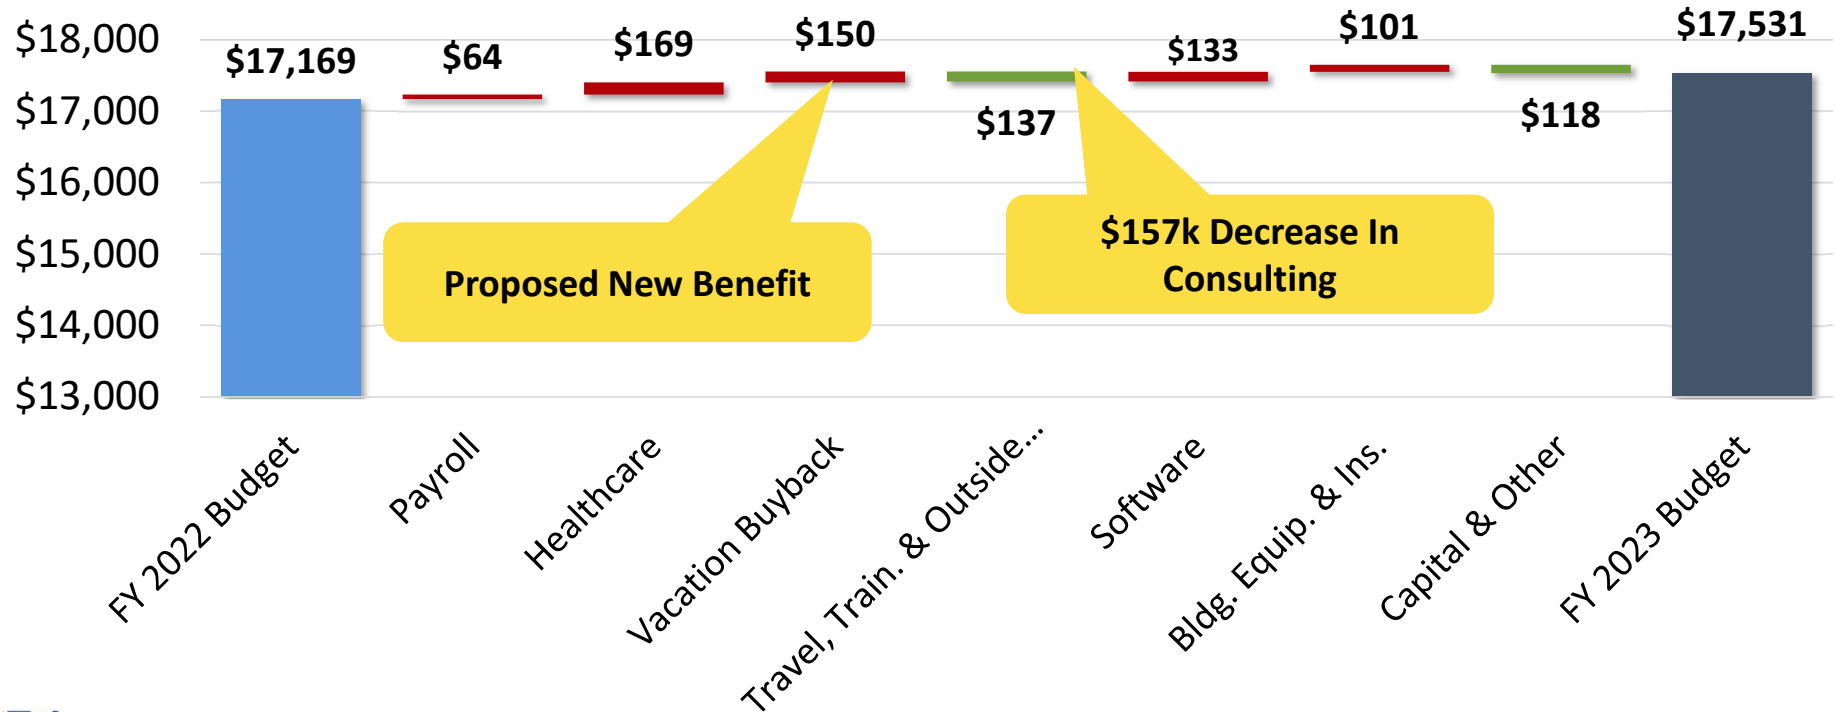 $18,000
$17,000
$16,000
$15,000
$14,000
$13,000
$17,169
$64
$169
$150
$137
$133
$101
$118
$17,531
Proposed New Benefit
$157k Decrease In
Consulting
FY 2022 Budget
Payroll
Healthcare
Vacation Buyback
Travel, Train. & Outside...
Software
Bldg. Equip. & Ins.
Capital & Other
FY 2023 Budget